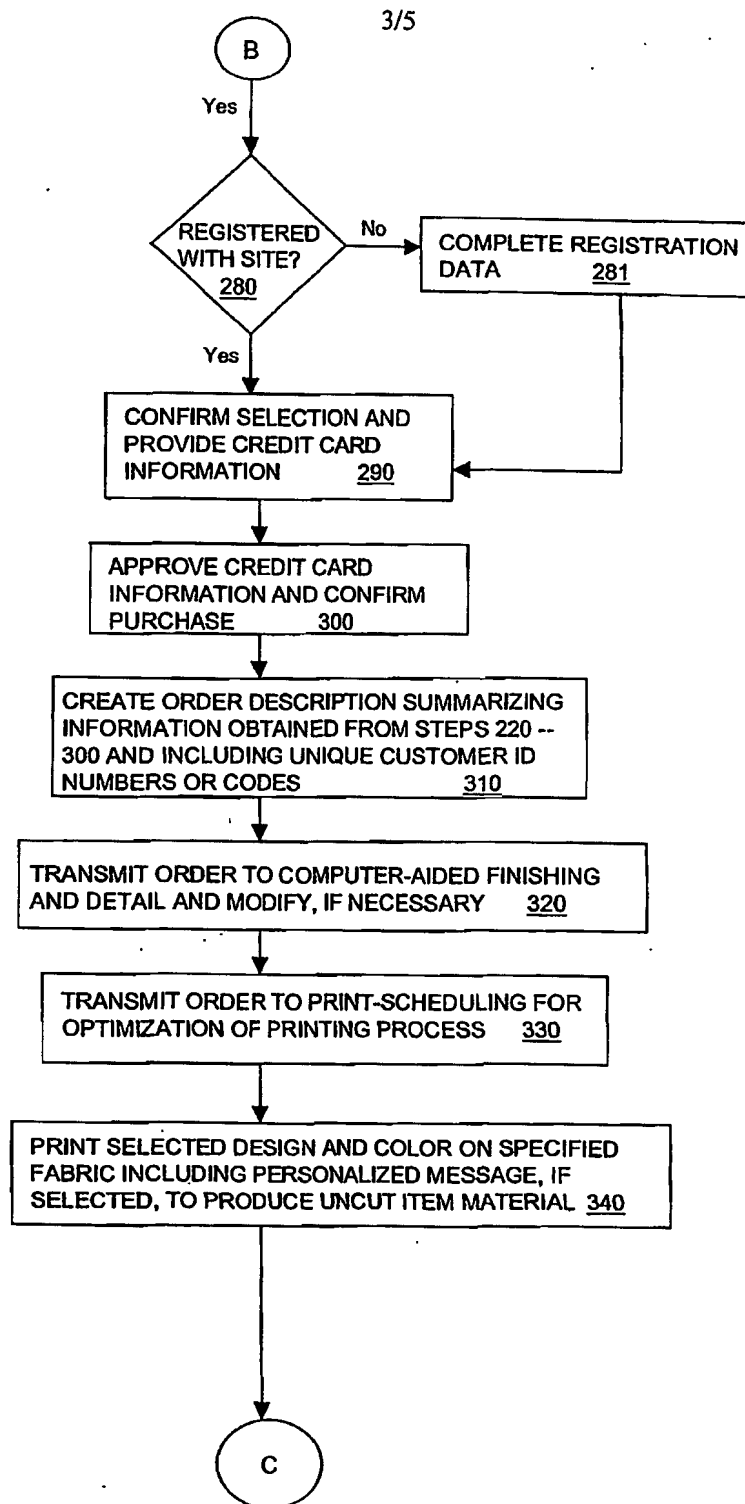 3/5
B
Yes
REGISTERED
WITH SITE?
280
No
COMPLETE REGISTRATION
DATA 281
Yes
CONFIRM SELECTION AND
PROVIDE CREDIT CARD
INFORMATION 290
APPROVE CREDIT CARD
INFORMATION AND CONFIRM
PURCHASE 300
CREATE ORDER DESCRIPTION SUMMARIZING
INFORMATION OBTAINED FROM STEPS 220 --
300 AND INCLUDING UNIQUE CUSTOMER ID
NUMBERS OR CODES 310
TRANSMIT ORDER TO COMPUTER-AIDED FINISHING
AND DETAIL AND MODIFY, IF NECESSARY 320
TRANSMIT ORDER TO PRINT-SCHEDULING FOR
OPTIMIZATION OF PRINTING PROCESS 330
PRINT SELECTED DESIGN AND COLOR ON SPECIFIED
FABRIC INCLUDING PERSONALIZED MESSAGE, IF
SELECTED, TO PRODUCE UNCUT ITEM MATERIAL 340
C